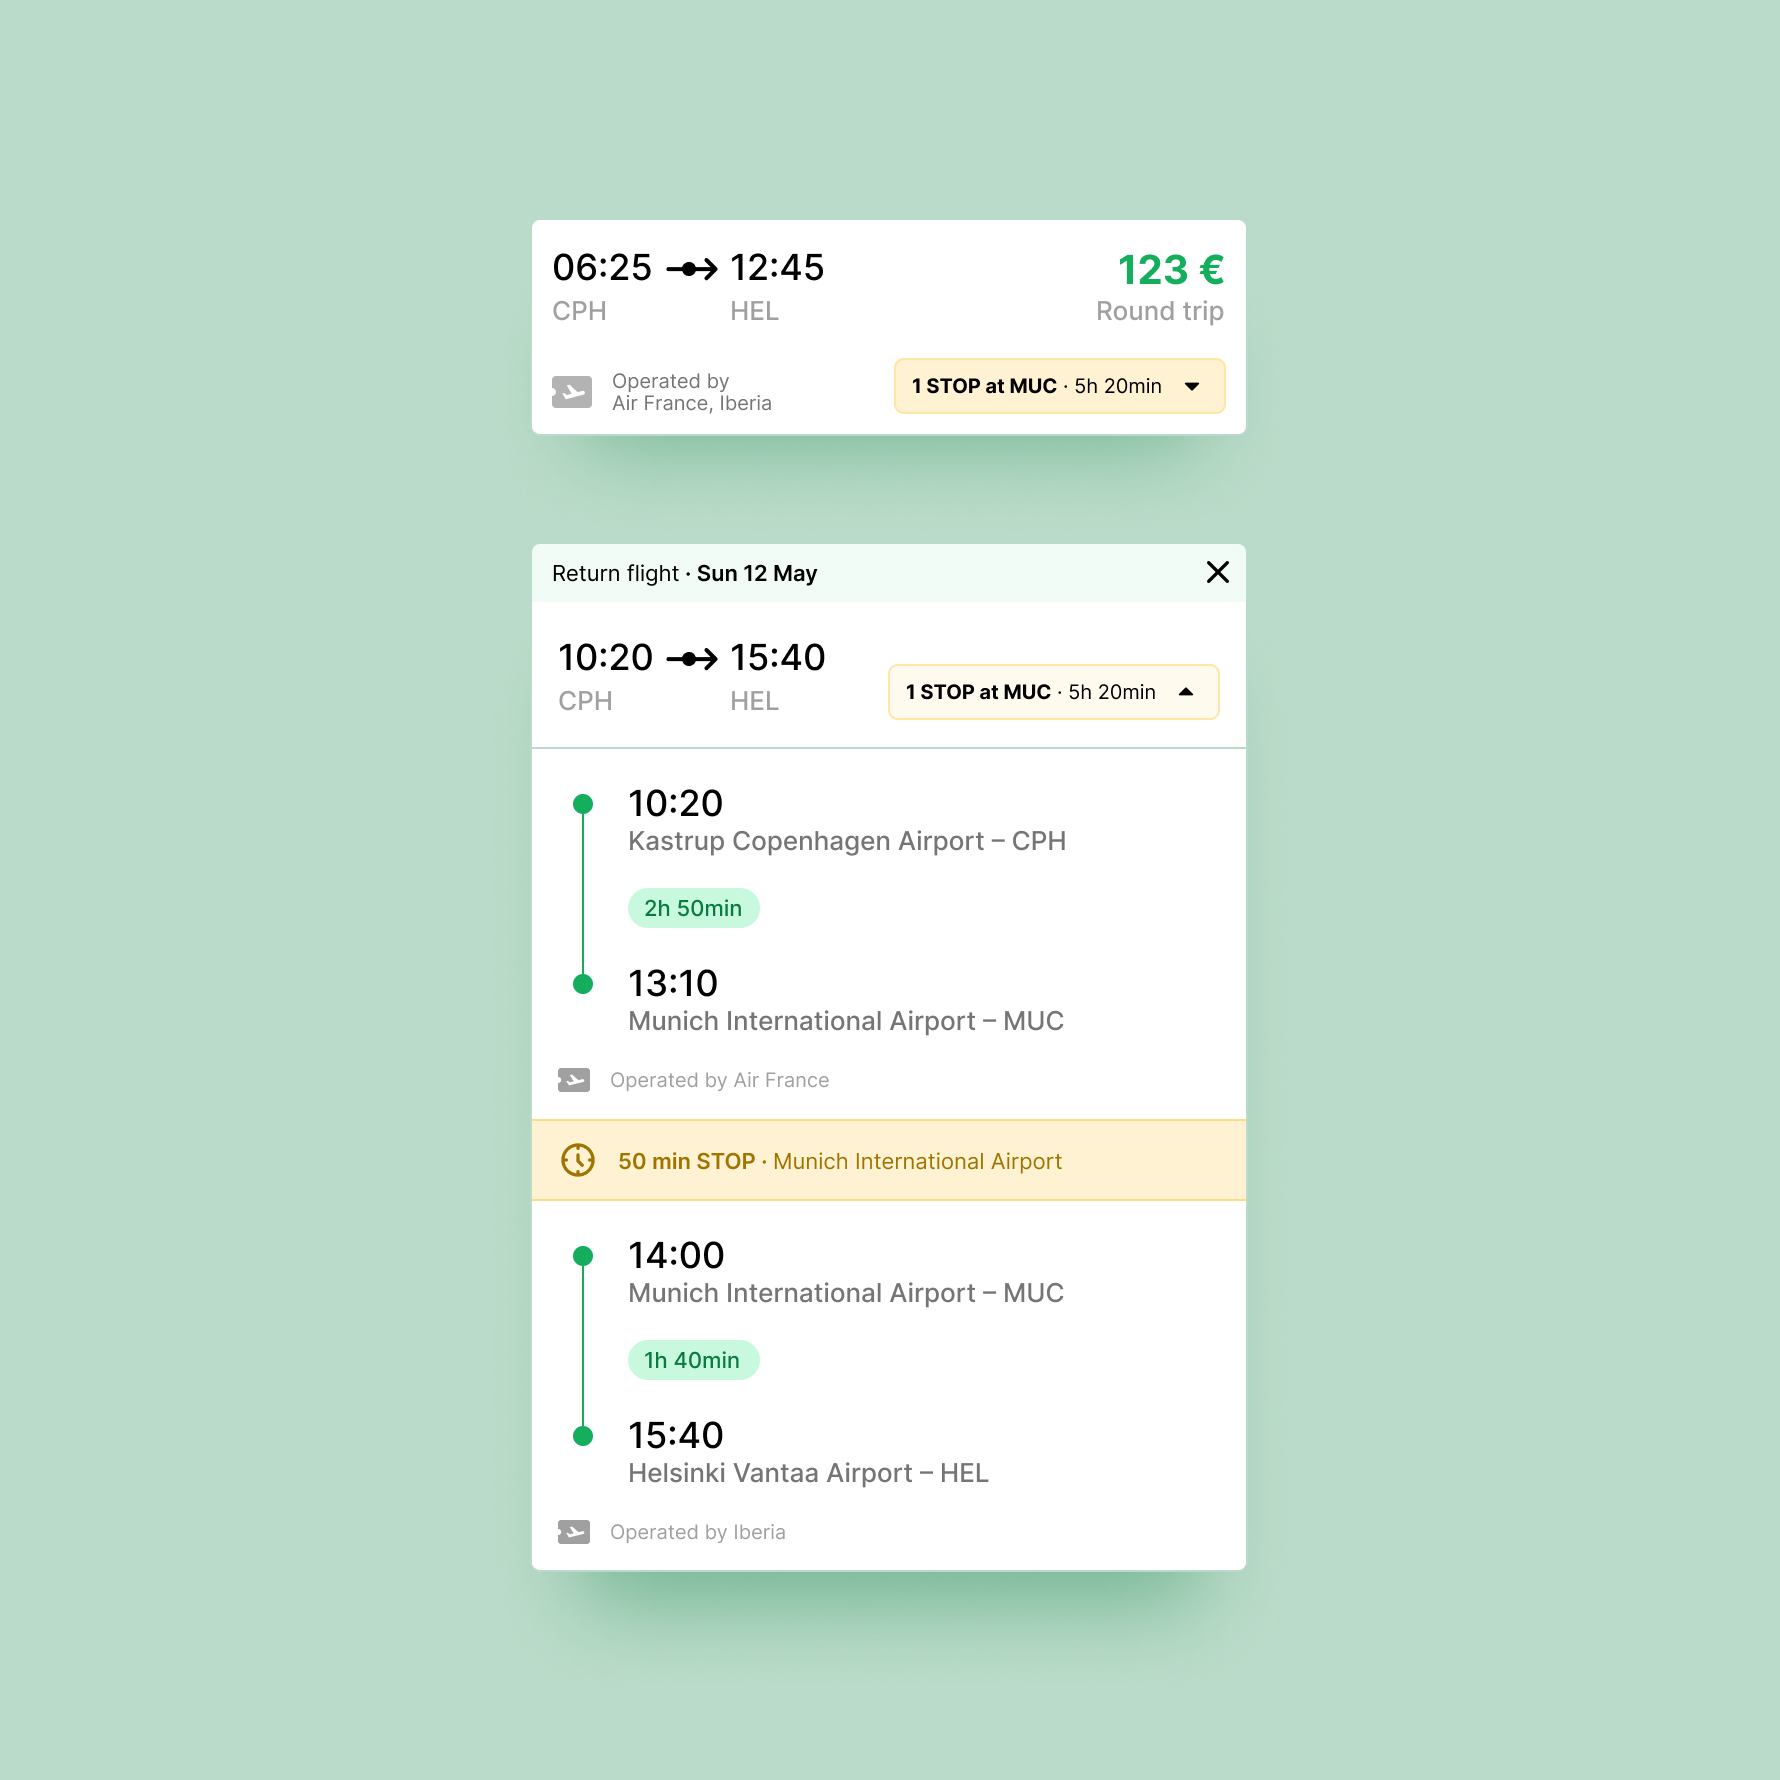 06:25 12:45 123 €
CPH HEL Round trip
Operated by
Air France, Iberia
1 STOP at MUC · 5h 20min
Return flight · Sun 12 May
10:20 15:40
CPH HEL
1 STOP at MUC · 5h 20min
10:20
Kastrup Copenhagen Airport – CPH
2h 50min
13:10
Munich International Airport – MUC
Operated by Air France
50 min STOP · Munich International Airport
14:00
Munich International Airport – MUC
1h 40min
15:40
Helsinki Vantaa Airport – HEL
Operated by Iberia